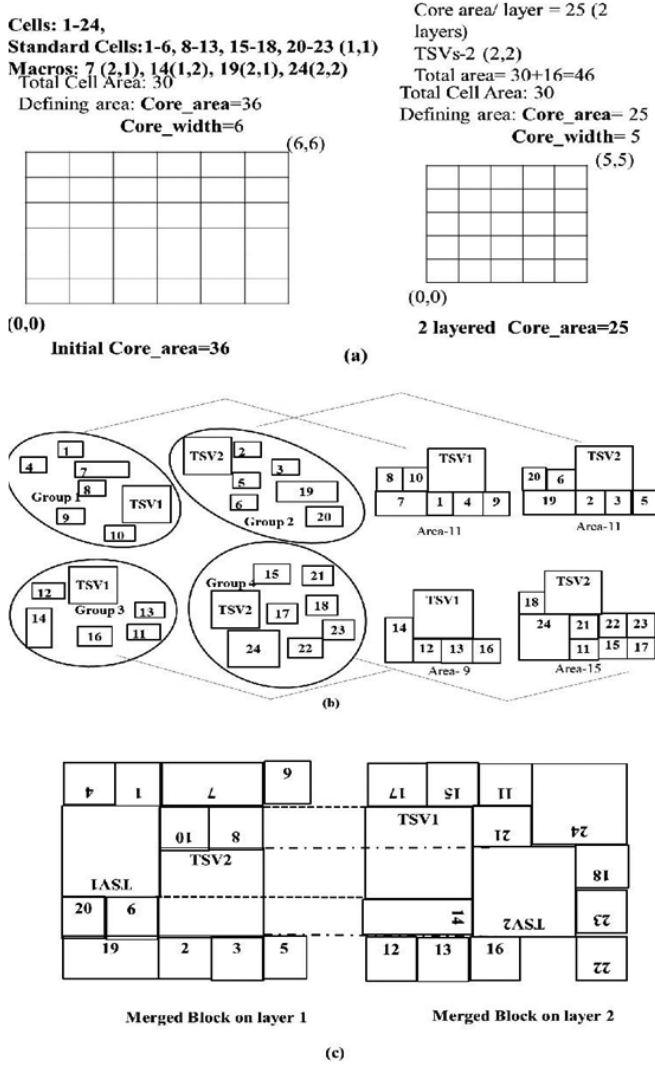 Cells: 1-24,
Standard Cells:1-6, 8-13, 15-18, 20-23 (1,1)
Macros: 7 (2,1), 14(1,2), 19(2,1), 24(2,2)
Total Cell Area: 30
Defining area: Core_area=36
Core_width=6
(6,6)
(0,0)
Initial Core_area=36
Core area/ layer = 25 (2
layers)
TSVs-2 (2,2)
Total area= 30+16=46
Total Cell Area: 30
Defining area: Core_area= 25
Core_width= 5
(5,5)
(0,0)
2 layered Core_area=25
(a)
1
4
7
8
Group 1
TSV1
9
10
TSV2
2
3
5
19
6
Group 2
20
TSV1
8 10
7 1 4 9
Area-11
TSV2
20 6
19 2 3 5
Area-11
12
TSV1
14
Group 3
13
16
11
15
21
Group 4
TSV2
17
18
23
24
22
TSV1
14
12 13 16
Area- 9
TSV2
18
24 21 22 23
11 15 17
Area-15
(b)
4 1 7 9
10 8
TSV2
TSV1
20 6
19 2 3 5
Merged Block on layer 1
17 15 11
TSV1
21 24
18
14
TSV2
23
12 13 16
22
Merged Block on layer 2
(c)